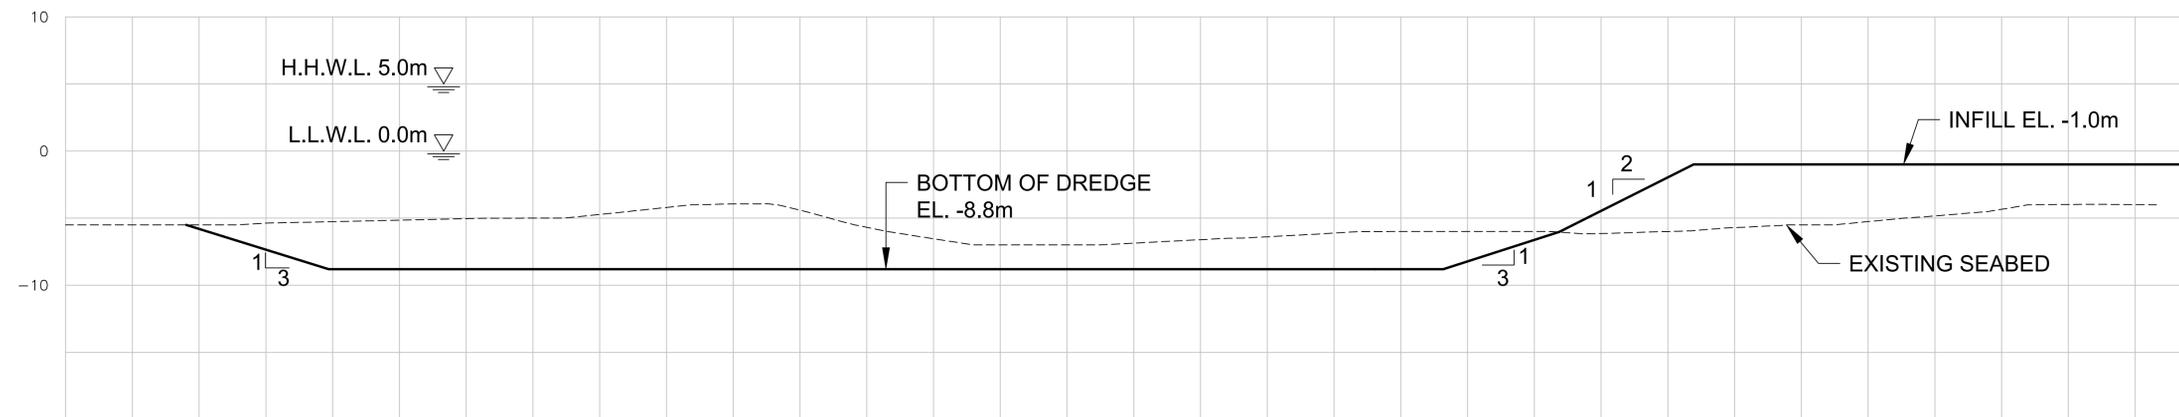 10
H.H.W.L. 5.0m
INFILL EL. -1.0m
L.L.W.L. 0.0m
0
2
1
BOTTOM OF DREDGE
EL. -8.8m
1
3
1
3
EXISTING SEABED
-10